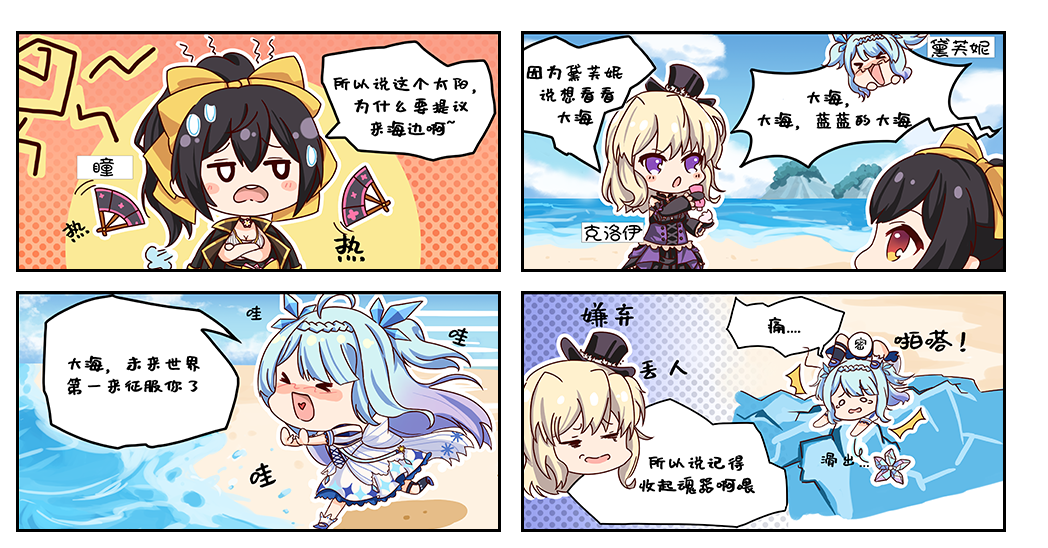 所以说这个太阳，
为什么要提议
来海边啊~
瞳
热
热
因为黛芙妮
说想看看
大海
黛芙妮
大海，
大海，蓝蓝的大海
克洛伊
大海，未来世界
第一来征服你了
哇
哇
哇
嫌弃
丢人
痛....
密
啪嗒！
所以说记得
收起魂器啊喂
滑出...